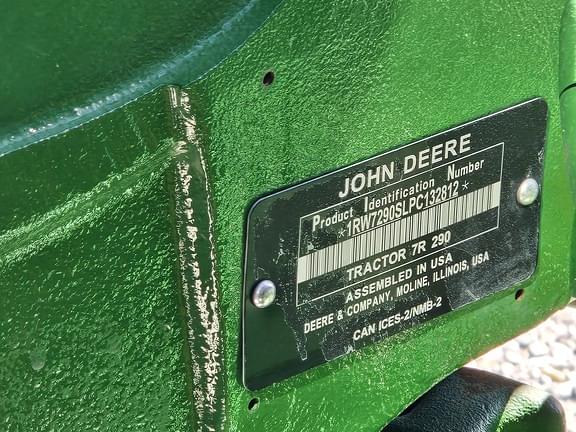 JOHN DEERE
Product Identification Number
*1RW7290SLPC132812*
TRACTOR 7R 290
ASSEMBLED IN USA
DEERE & COMPANY, MOLINE, ILLINOIS, USA
CAN ICES-2/NMB-2